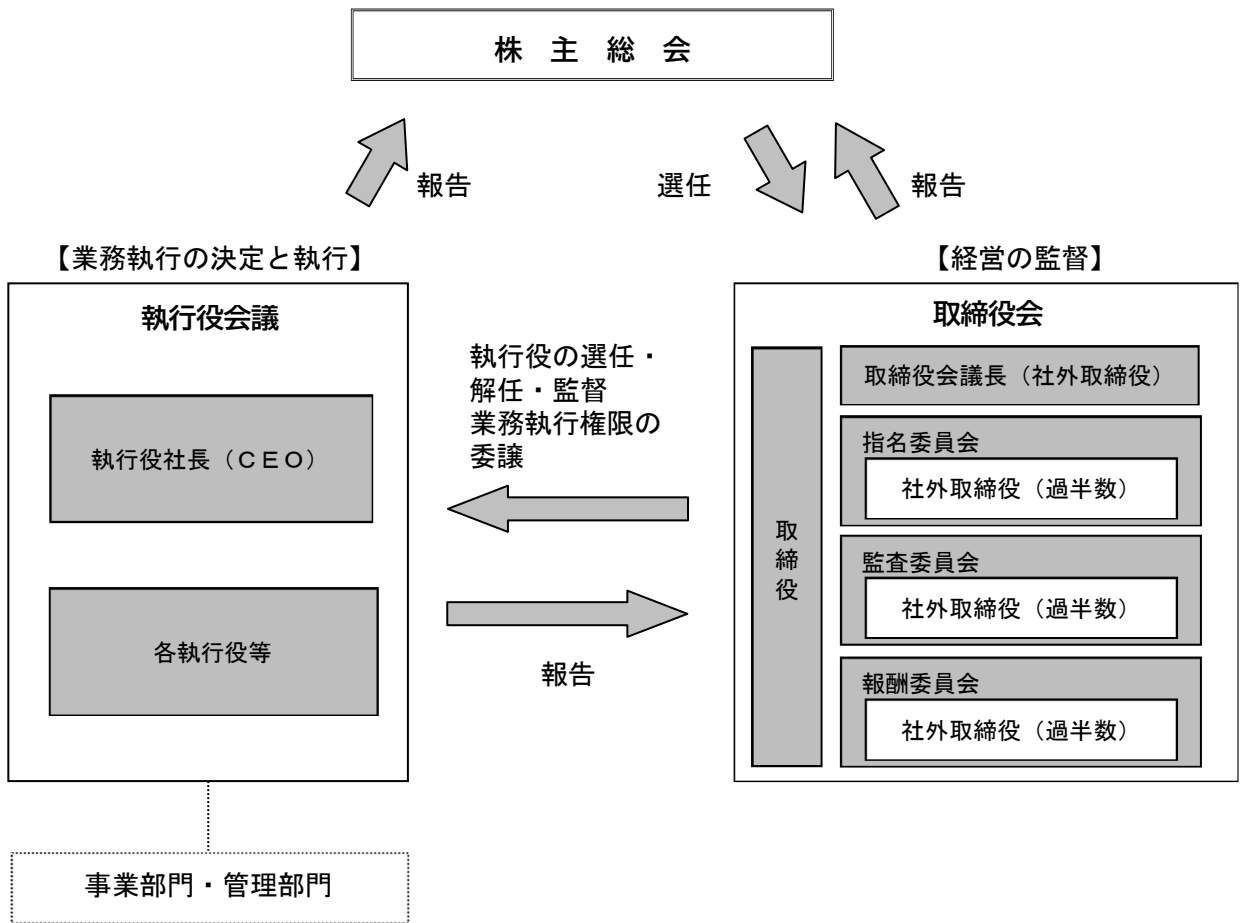 株 主 総 会
報告
選任
報告
【業務執行の決定と執行】
執行役会議
執行役社長（ＣＥＯ）
各執行役等
事業部門・管理部門
執行役の選任・
解任・監督
業務執行権限の
委譲
報告
【経営の監督】
取締役会
取締役
取締役会議長（社外取締役）
指名委員会
社外取締役（過半数）
監査委員会
社外取締役（過半数）
報酬委員会
社外取締役（過半数）